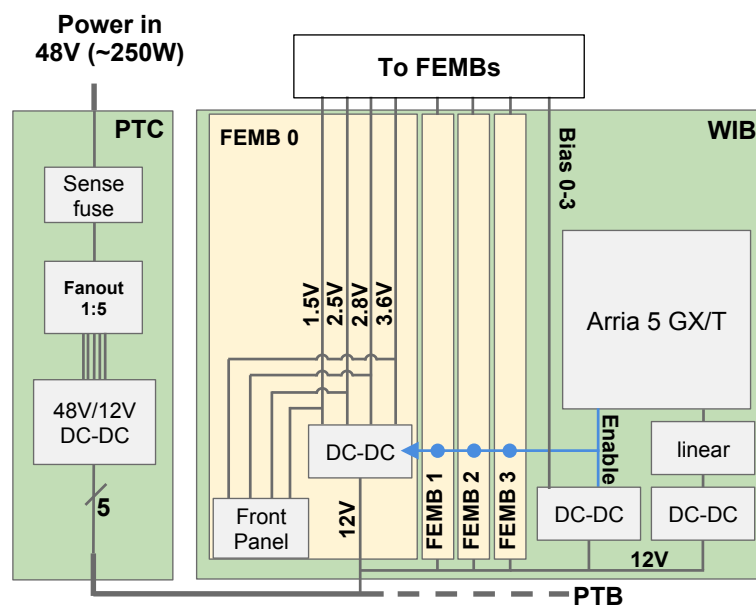 Power in
48V (~250W)
To FEMBs
PTC
Sense
fuse
Fanout
1:5
48V/12V
DC-DC
5
FEMB 0
1.5V
2.5V
2.8V
3.6V
DC-DC
Front
Panel
12V
FEMB 1
FEMB 2
FEMB 3
Bias 0-3
WIB
Arria 5 GX/T
Enable
linear
DC-DC
DC-DC
12V
PTB